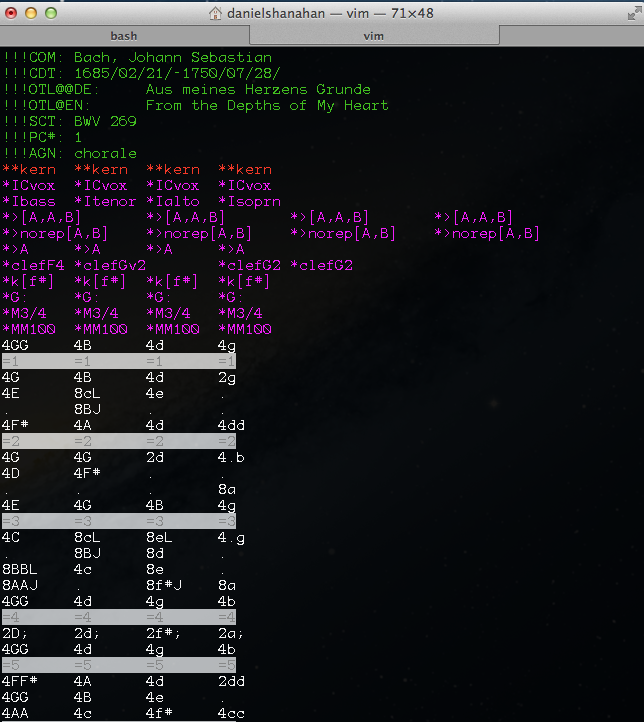 danielshanahan — vim — 71×48
bash vim
!!!COM: Bach, Johann Sebastian
!!!CDT: 1685/02/21/-1750/07/28/
!!!OTL@@DE: Aus meines Herzens Grunde
!!!OTL@EN: From the Depths of My Heart
!!!SCT: BWV 269
!!!PC#: 1
!!!AGN: chorale
**kern **kern **kern **kern
*ICvox *ICvox *ICvox *ICvox
*Ibass *Itenor *Ialto *Isoprn
*>[A,A,B] *>[A,A,B] *>[A,A,B] *>[A,A,B]
*>norep[A,B] *>norep[A,B] *>norep[A,B] *>norep[A,B]
*>A *>A *>A *>A
*clefF4 *clefGv2 *clefG2 *clefG2
*k[f#] *k[f#] *k[f#] *k[f#]
*G: *G: *G: *G:
*M3/4 *M3/4 *M3/4 *M3/4
*MM100 *MM100 *MM100 *MM100
4GG 4B 4d 4g
=1 =1 =1 =1
4G 4B 4d 2g
4E 8cL 4e .
. 8BJ . .
4F# 4A 4d 4dd
=2 =2 =2 =2
4G 4G 2d 4.b
4D 4F# . .
. . . 8a
4E 4G 4B 4g
=3 =3 =3 =3
4C 8cL 8eL 4.g
. 8BJ 8d .
8BBL 4c 8e .
8AAJ . 8f#J 8a
4GG 4d 4g 4b
=4 =4 =4 =4
2D; 2d; 2f#; 2a;
4GG 4d 4g 4b
=5 =5 =5 =5
4FF# 4A 4d 2dd
4GG 4B 4e .
4AA 4c 4f# 4cc